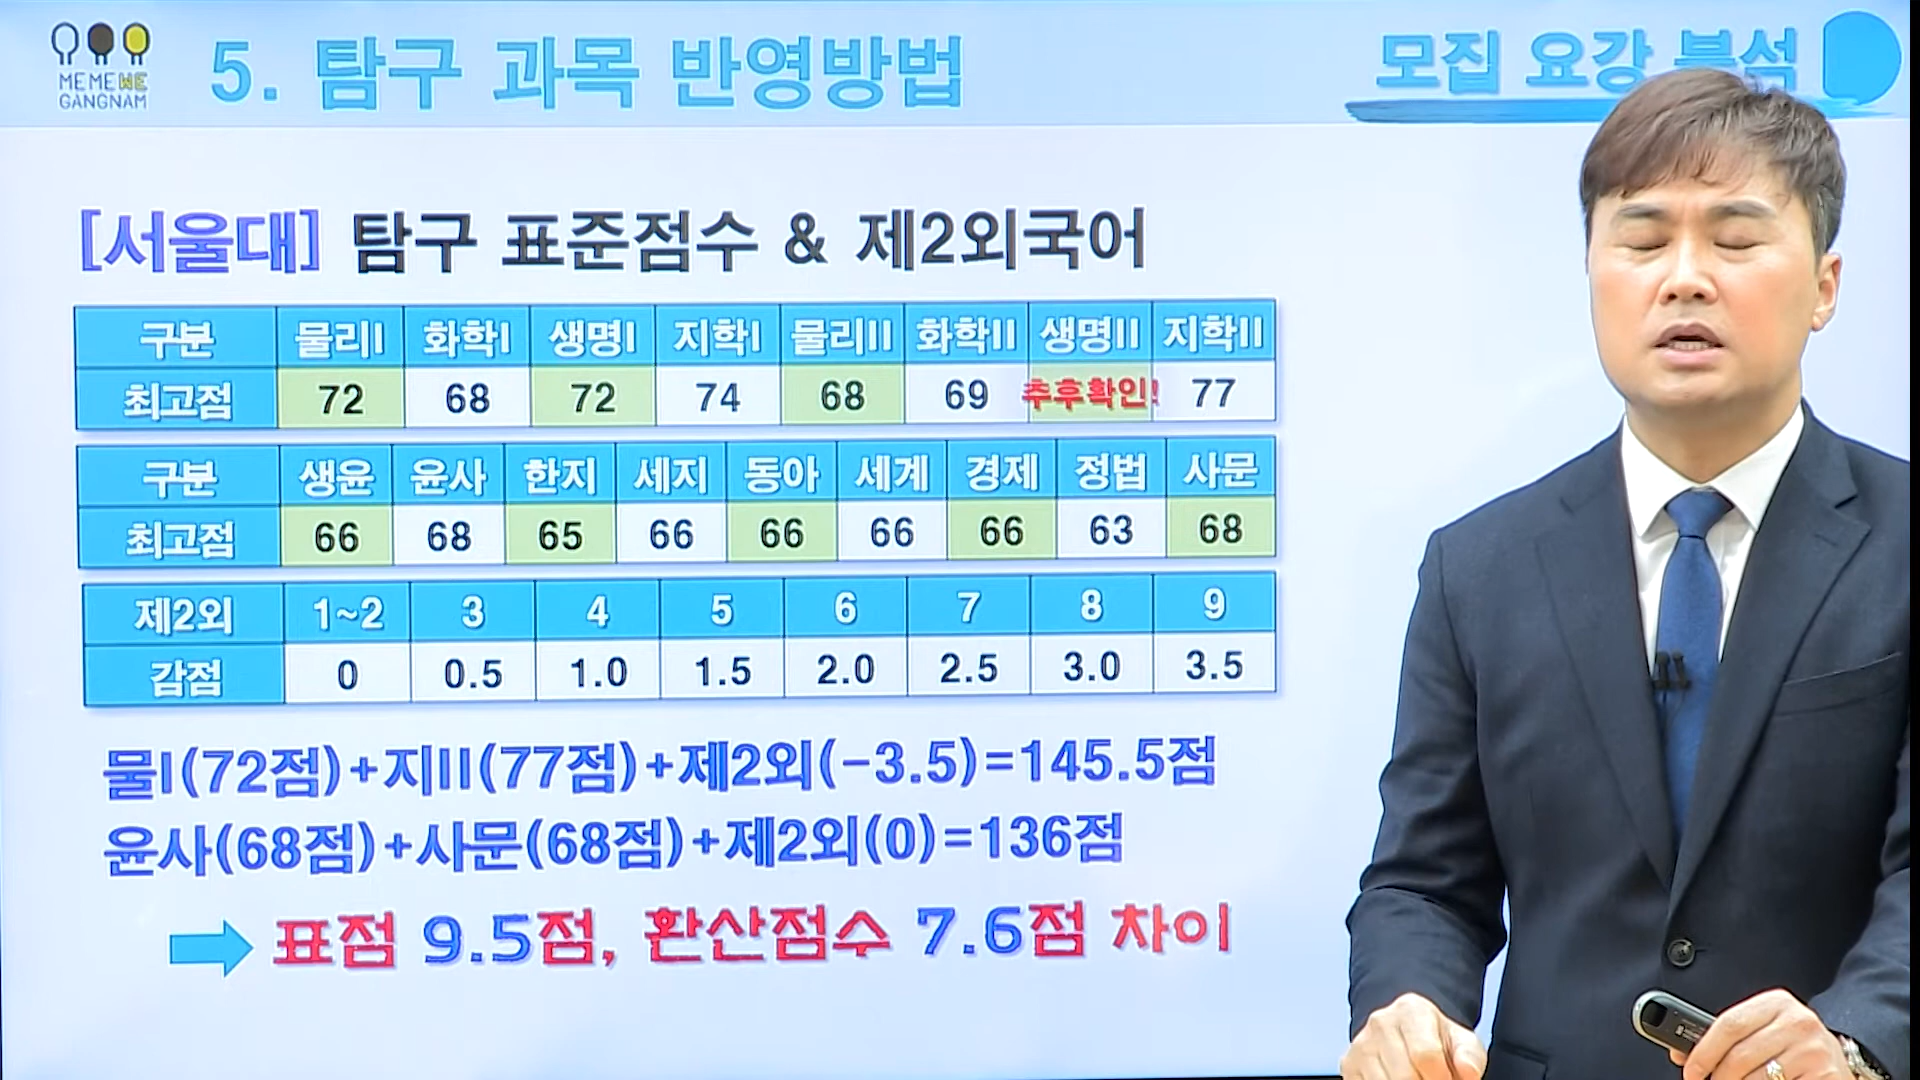 MEMEWE
GANGNAM
5. 탐구 과목 반영방법
모집 요강 분석
[서울대] 탐구 표준점수 & 제2외국어
구분 물리I 화학I 생명I 지학I 물리II 화학II 생명II 지학II
최고점 72 68 72 74 68 69 추후확인! 77
구분 생윤 윤사 한지 세지 동아 세계 경제 정법 사문
최고점 66 68 65 66 66 66 66 63 68
제2외 1~2 3 4 5 6 7 8 9
감점 0 0.5 1.0 1.5 2.0 2.5 3.0 3.5
물I(72점)+지II(77점)+제2외(-3.5)=145.5점
윤사(68점)+사문(68점)+제2외(0)=136점
표점 9.5점, 환산점수 7.6점 차이